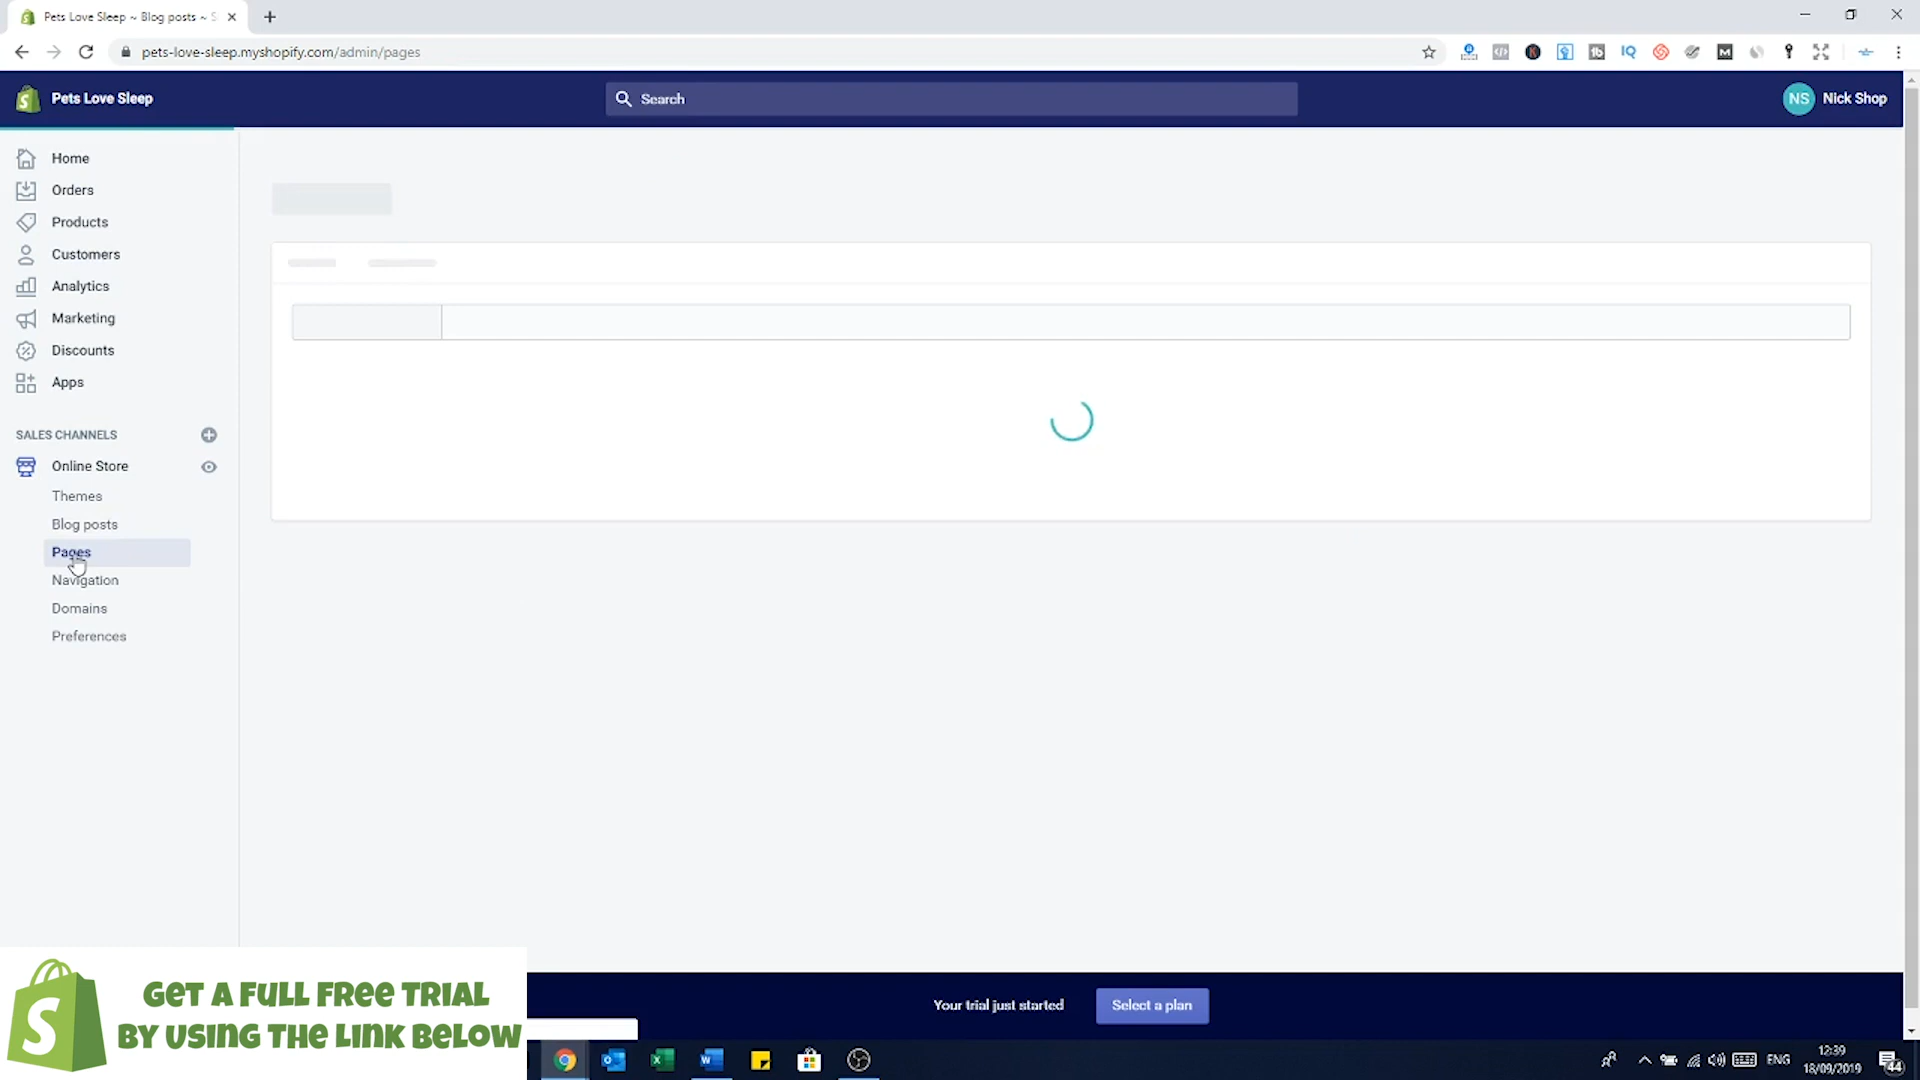 Pets Love Sleep ~ Blog posts ~ S
pets-love-sleep.myshopify.com/admin/pages
Pets Love Sleep
Search
NS Nick Shop
Home
Orders
Products
Customers
Analytics
Marketing
Discounts
Apps
SALES CHANNELS
Online Store
Themes
Blog posts
Pages
Navigation
Domains
Preferences
Your trial just started
Select a plan
GET A FULL FREE TRIAL
BY USING THE LINK BELOW
ENG
12:39
18/09/2019
44